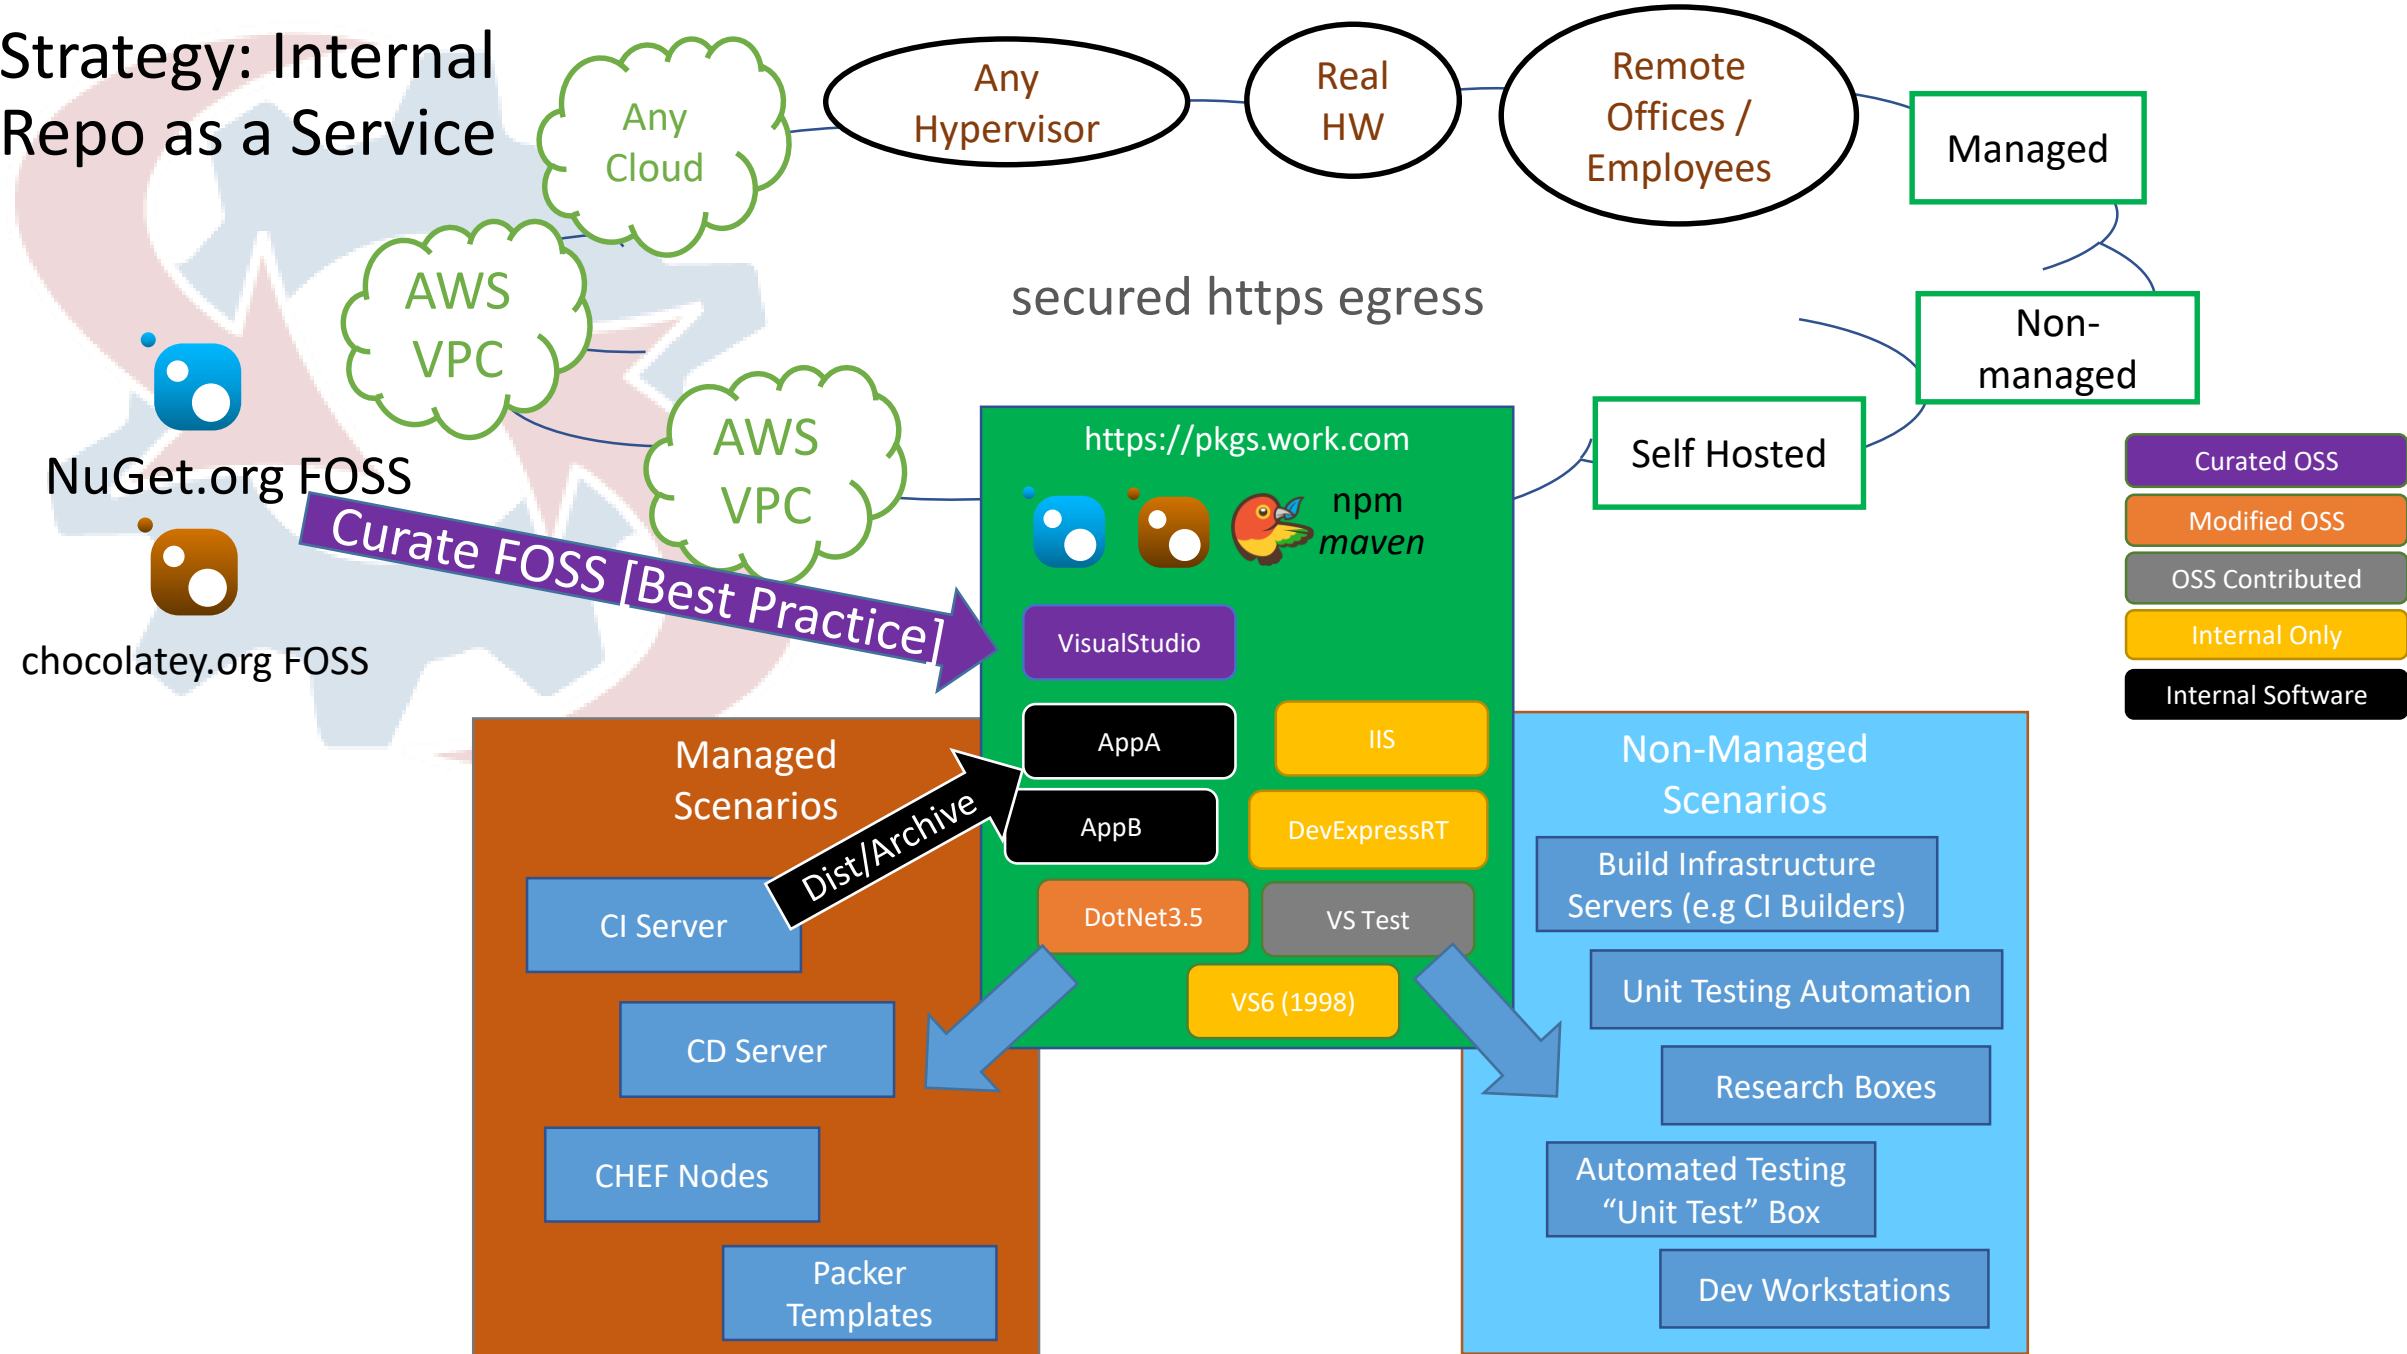 Strategy: Internal
Repo as a Service
Any
Cloud
Any
Hypervisor
Real
HW
Remote
Offices /
Employees
Managed
AWS
VPC
secured https egress
Non-
managed
AWS
VPC
Self Hosted
NuGet.org FOSS
chocolatey.org FOSS
Curate FOSS [Best Practice]
https://pkgs.work.com
npm
maven
VisualStudio
AppA
IIS
AppB
DevExpressRT
DotNet3.5
VS Test
VS6 (1998)
Curated OSS
Modified OSS
OSS Contributed
Internal Only
Internal Software
Managed
Scenarios
Dist/Archive
CI Server
CD Server
CHEF Nodes
Packer
Templates
Non-Managed
Scenarios
Build Infrastructure
Servers (e.g CI Builders)
Unit Testing Automation
Research Boxes
Automated Testing
“Unit Test” Box
Dev Workstations